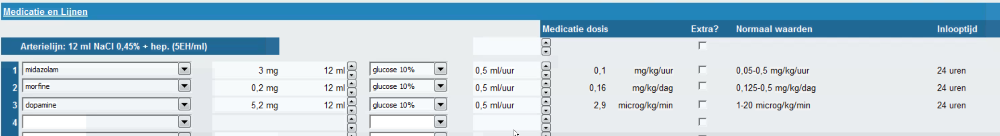 Medicatie en Lijnen
Medicatie dosis Extra? Normaal waarden Inlooptijd
Arterielijn: 12 ml NaCl 0,45% + hep. (5EH/ml)
1 midazolam 3 mg 12 ml glucose 10% 0,5 ml/uur 0,1 mg/kg/uur 0,05-0,5 mg/kg/uur 24 uren
2 morfine 0,2 mg 12 ml glucose 10% 0,5 ml/uur 0,16 mg/kg/dag 0,125-0,5 mg/kg/dag 24 uren
3 dopamine 5,2 mg 12 ml glucose 10% 0,5 ml/uur 2,9 microg/kg/min 1-20 microg/kg/min 24 uren
4